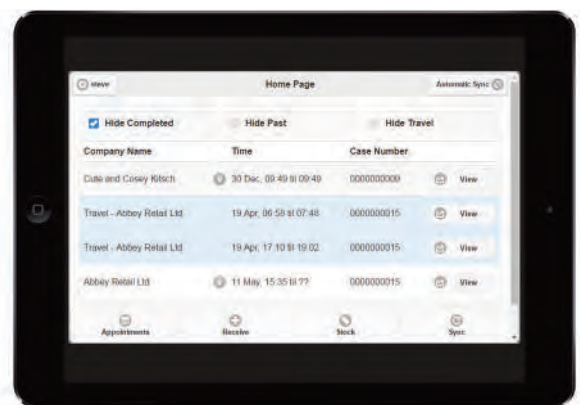 steve Home Page Automatic Sync
Hide Completed Hide Past Hide Travel
Company Name Time Case Number
Cute and Cosey Kitsch 30 Dec, 09:49 til 09:49 0000000009 View
Travel - Abbey Retail Ltd 19 Apr, 06:58 til 07:48 0000000015 View
Travel - Abbey Retail Ltd 19 Apr, 17:10 til 19:02 0000000015 View
Abbey Retail Ltd 11 May, 15:35 til ?? 0000000015 View
Appointments Receive Stock Sync